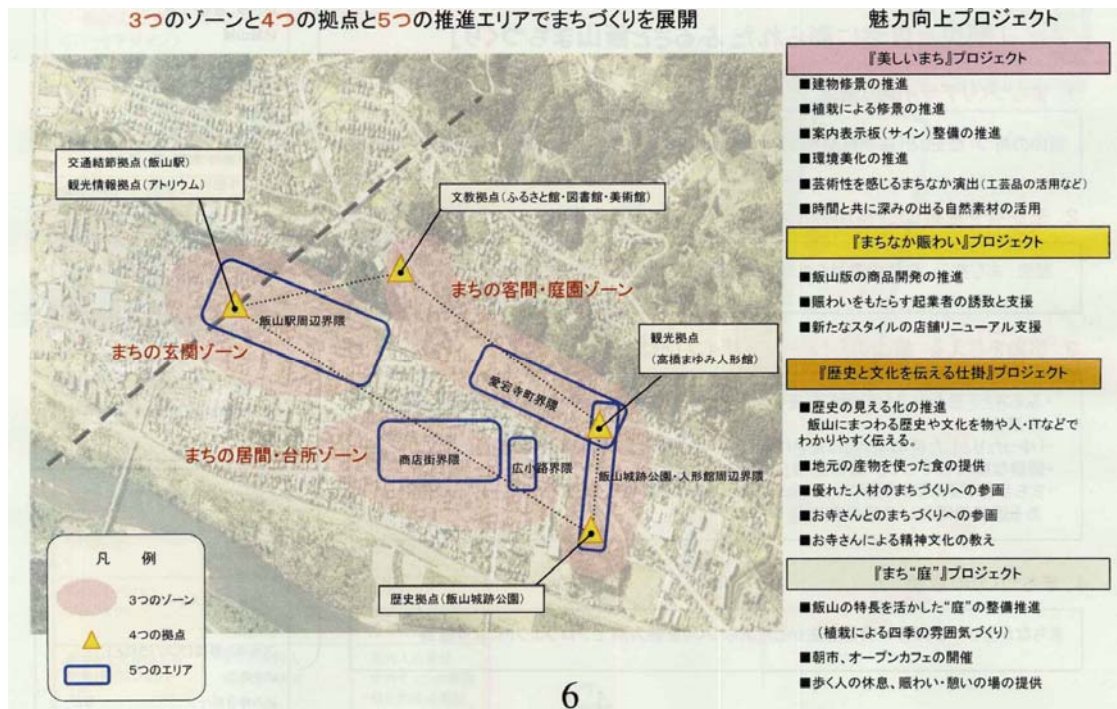 3つのゾーンと4つの拠点と5つの推進エリアでまちづくりを展開
交通結節拠点(飯山駅)
観光情報拠点(アトリウム)
文教拠点(ふるさと館・図書館・美術館)
まちの客間・庭園ゾーン
飯山駅周辺界隈
まちの玄関ゾーン
観光拠点
(高橋まゆみ人形館)
愛宕寺町界隈
まちの居間・台所ゾーン
商店街界隈
広小路界隈
飯山城跡公園・人形館周辺界隈
歴史拠点(飯山城跡公園)
凡 例
3つのゾーン
4つの拠点
5つのエリア
魅力向上プロジェクト
『美しいまち』プロジェクト
■建物修景の推進
■植栽による修景の推進
■案内表示板(サイン)整備の推進
■環境美化の推進
■芸術性を感じるまちなか演出(工芸品の活用など)
■時間と共に深みの出る自然素材の活用
『まちなか賑わい』プロジェクト
■飯山版の商品開発の推進
■賑わいをもたらす起業者の誘致と支援
■新たなスタイルの店舗リニューアル支援
『歴史と文化を伝える仕掛』プロジェクト
■歴史の見える化の推進
飯山にまつわる歴史や文化を物や人・ITなどで
わかりやすく伝える。
■地元の産物を使った食の提供
■優れた人材のまちづくりへの参画
■お寺さんとのまちづくりへの参画
■お寺さんによる精神文化の教え
『まち“庭”』プロジェクト
■飯山の特長を活かした“庭”の整備推進
(植栽による四季の雰囲気づくり)
■朝市、オープンカフェの開催
■歩く人の休息、賑わい・憩いの場の提供
6